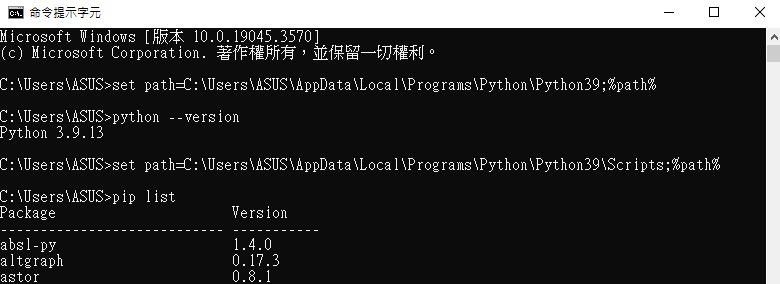 命令提示字元
Microsoft Windows [版本 10.0.19045.3570]
(c) Microsoft Corporation. 著作權所有，並保留一切權利。
C:\Users\ASUS>set path=C:\Users\ASUS\AppData\Local\Programs\Python\Python39;%path%
C:\Users\ASUS>python --version
Python 3.9.13
C:\Users\ASUS>set path=C:\Users\ASUS\AppData\Local\Programs\Python\Python39\Scripts;%path%
C:\Users\ASUS>pip list
Package Version
---------------------------- -----------
absl-py 1.4.0
altgraph 0.17.3
astor 0.8.1